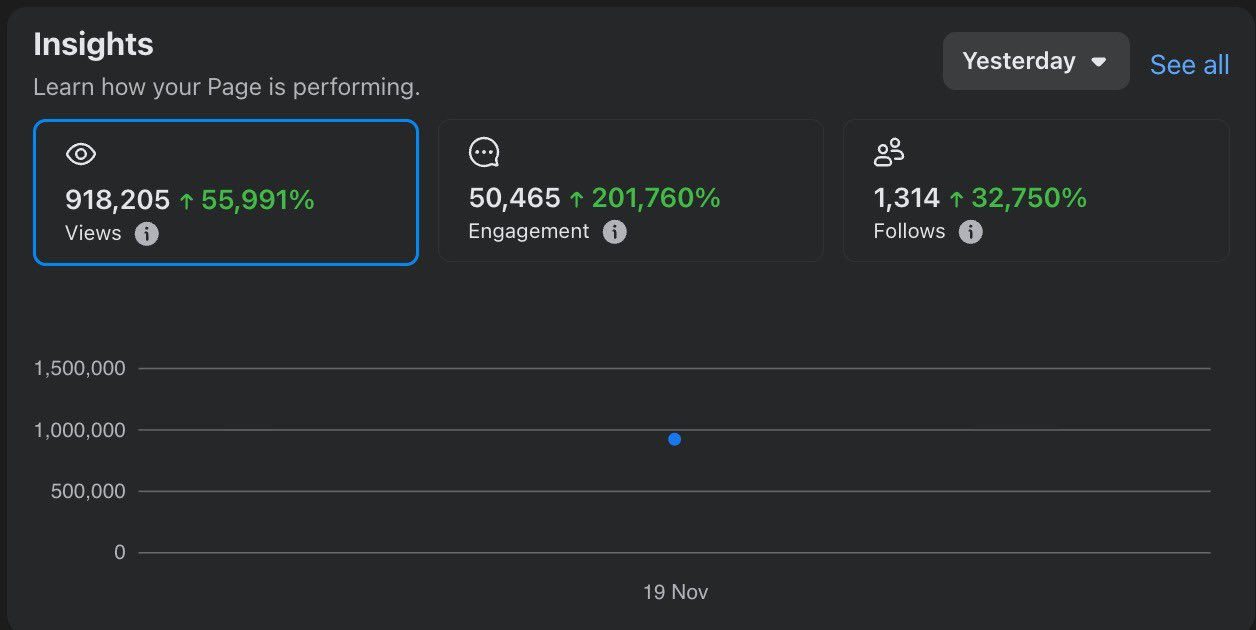 Insights
Learn how your Page is performing.
Yesterday
See all
918,205 ↑ 55,991%
Views
50,465 ↑ 201,760%
Engagement
1,314 ↑ 32,750%
Follows
1,500,000
1,000,000
500,000
0
19 Nov